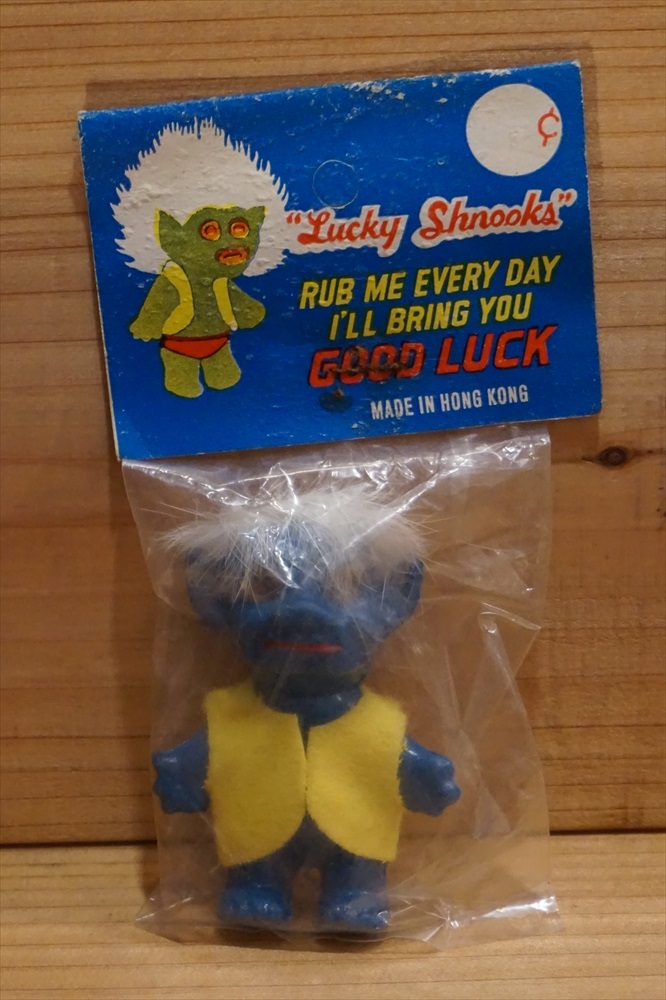 ¢
"Lucky Shnooks"
RUB ME EVERY DAY
I'LL BRING YOU
GOOD LUCK
MADE IN HONG KONG